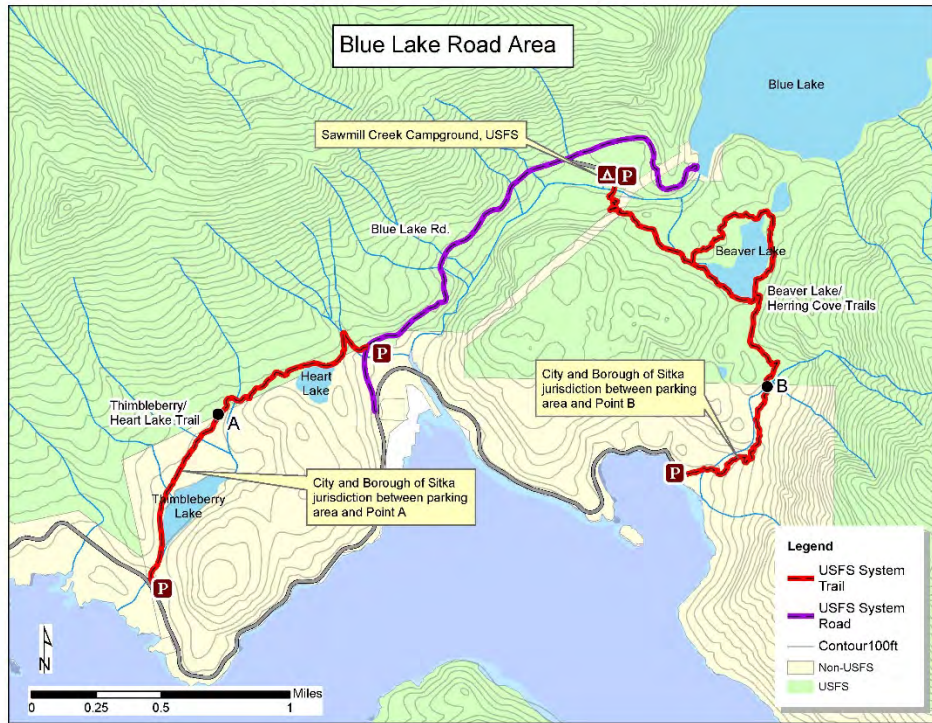 Blue Lake Road Area
Blue Lake
Sawmill Creek Campground, USFS
P
Blue Lake Rd.
Beaver Lake
Beaver Lake/
Herring Cove Trails
P
Heart
Lake
City and Borough of Sitka
jurisdiction between parking
area and Point B
B
Thimbleberry/
Heart Lake Trail
A
P
City and Borough of Sitka
jurisdiction between parking
area and Point A
Thimbleberry
Lake
P
Legend
USFS System
Trail
USFS System
Road
Contour100ft
Non-USFS
USFS
N
Miles
0 0.25 0.5 1